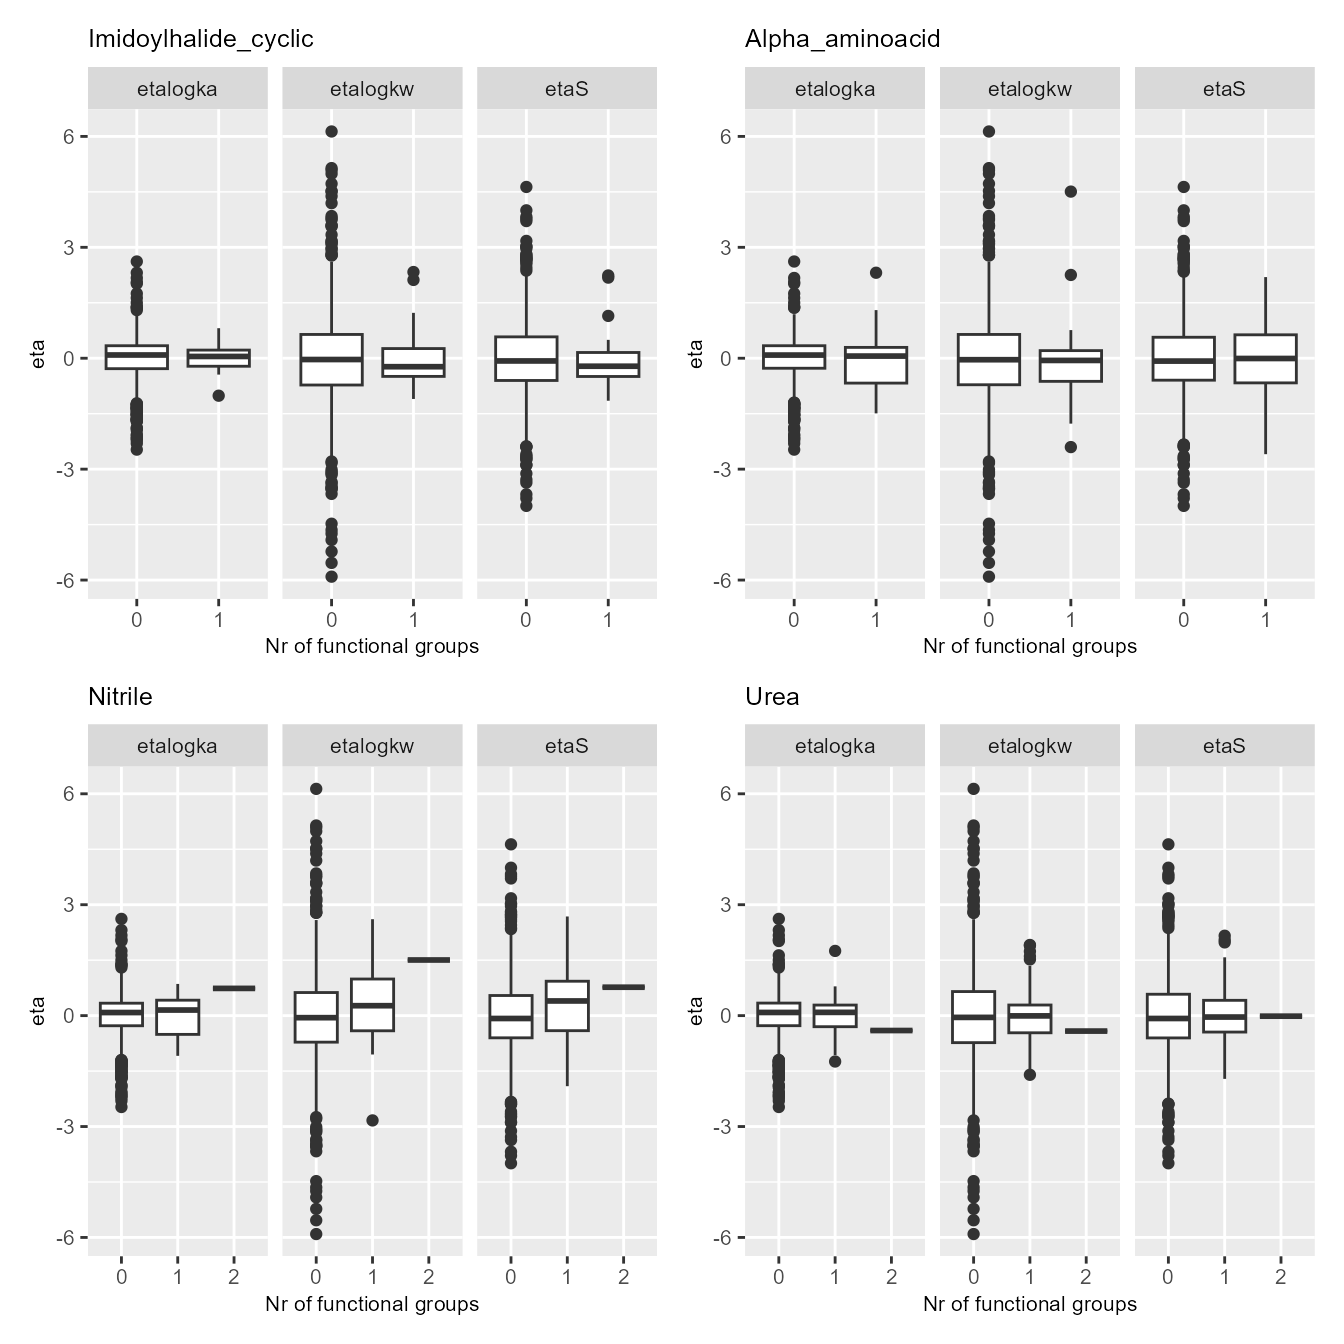 Imidoylhalide_cyclic
etalogka etalogkw etaS
6
3
0
-3
-6
eta
0 1 0 1 0 1
Nr of functional groups
Alpha_aminoacid
etalogka etalogkw etaS
6
3
0
-3
-6
eta
0 1 0 1 0 1
Nr of functional groups
Nitrile
etalogka etalogkw etaS
6
3
0
-3
-6
eta
0 1 2 0 1 2 0 1 2
Nr of functional groups
Urea
etalogka etalogkw etaS
6
3
0
-3
-6
eta
0 1 2 0 1 2 0 1 2
Nr of functional groups